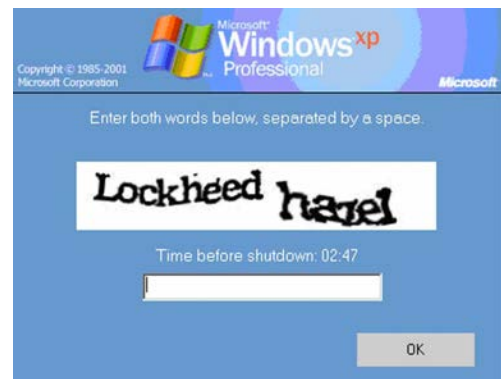 Microsoft®
Windows xp
Professional
Copyright © 1985-2001
Microsoft Corporation
Microsoft
Enter both words below, separated by a space.
Lockheed hazel
Time before shutdown: 02:47
OK